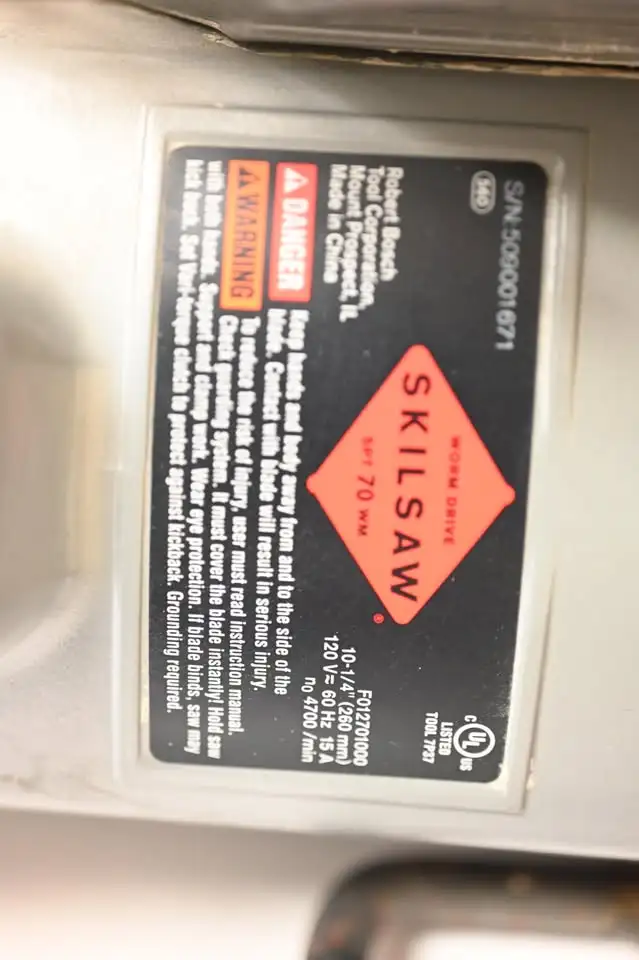 S/N 509001671
560
WORM DRIVE
SKILSAW®
SPT 70 WM
C UL US
LISTED
TOOL 7P37
Robert Bosch
Tool Corporation,
Mount Prospect, IL
Made in China
F012701000
10-1/4" (260 mm)
120 V≂ 60 Hz 15 A
n0 4700 /min
DANGER Keep hands and body away from and to the side of the
blade. Contact with blade will result in serious injury.
WARNING To reduce the risk of injury, user must read instruction manual.
Check guarding system. It must cover the blade instantly! Hold saw
with both hands. Support and clamp work. Wear eye protection. If blade binds, saw may
kick back. Set Vari-torque clutch to protect against kickback. Grounding required.